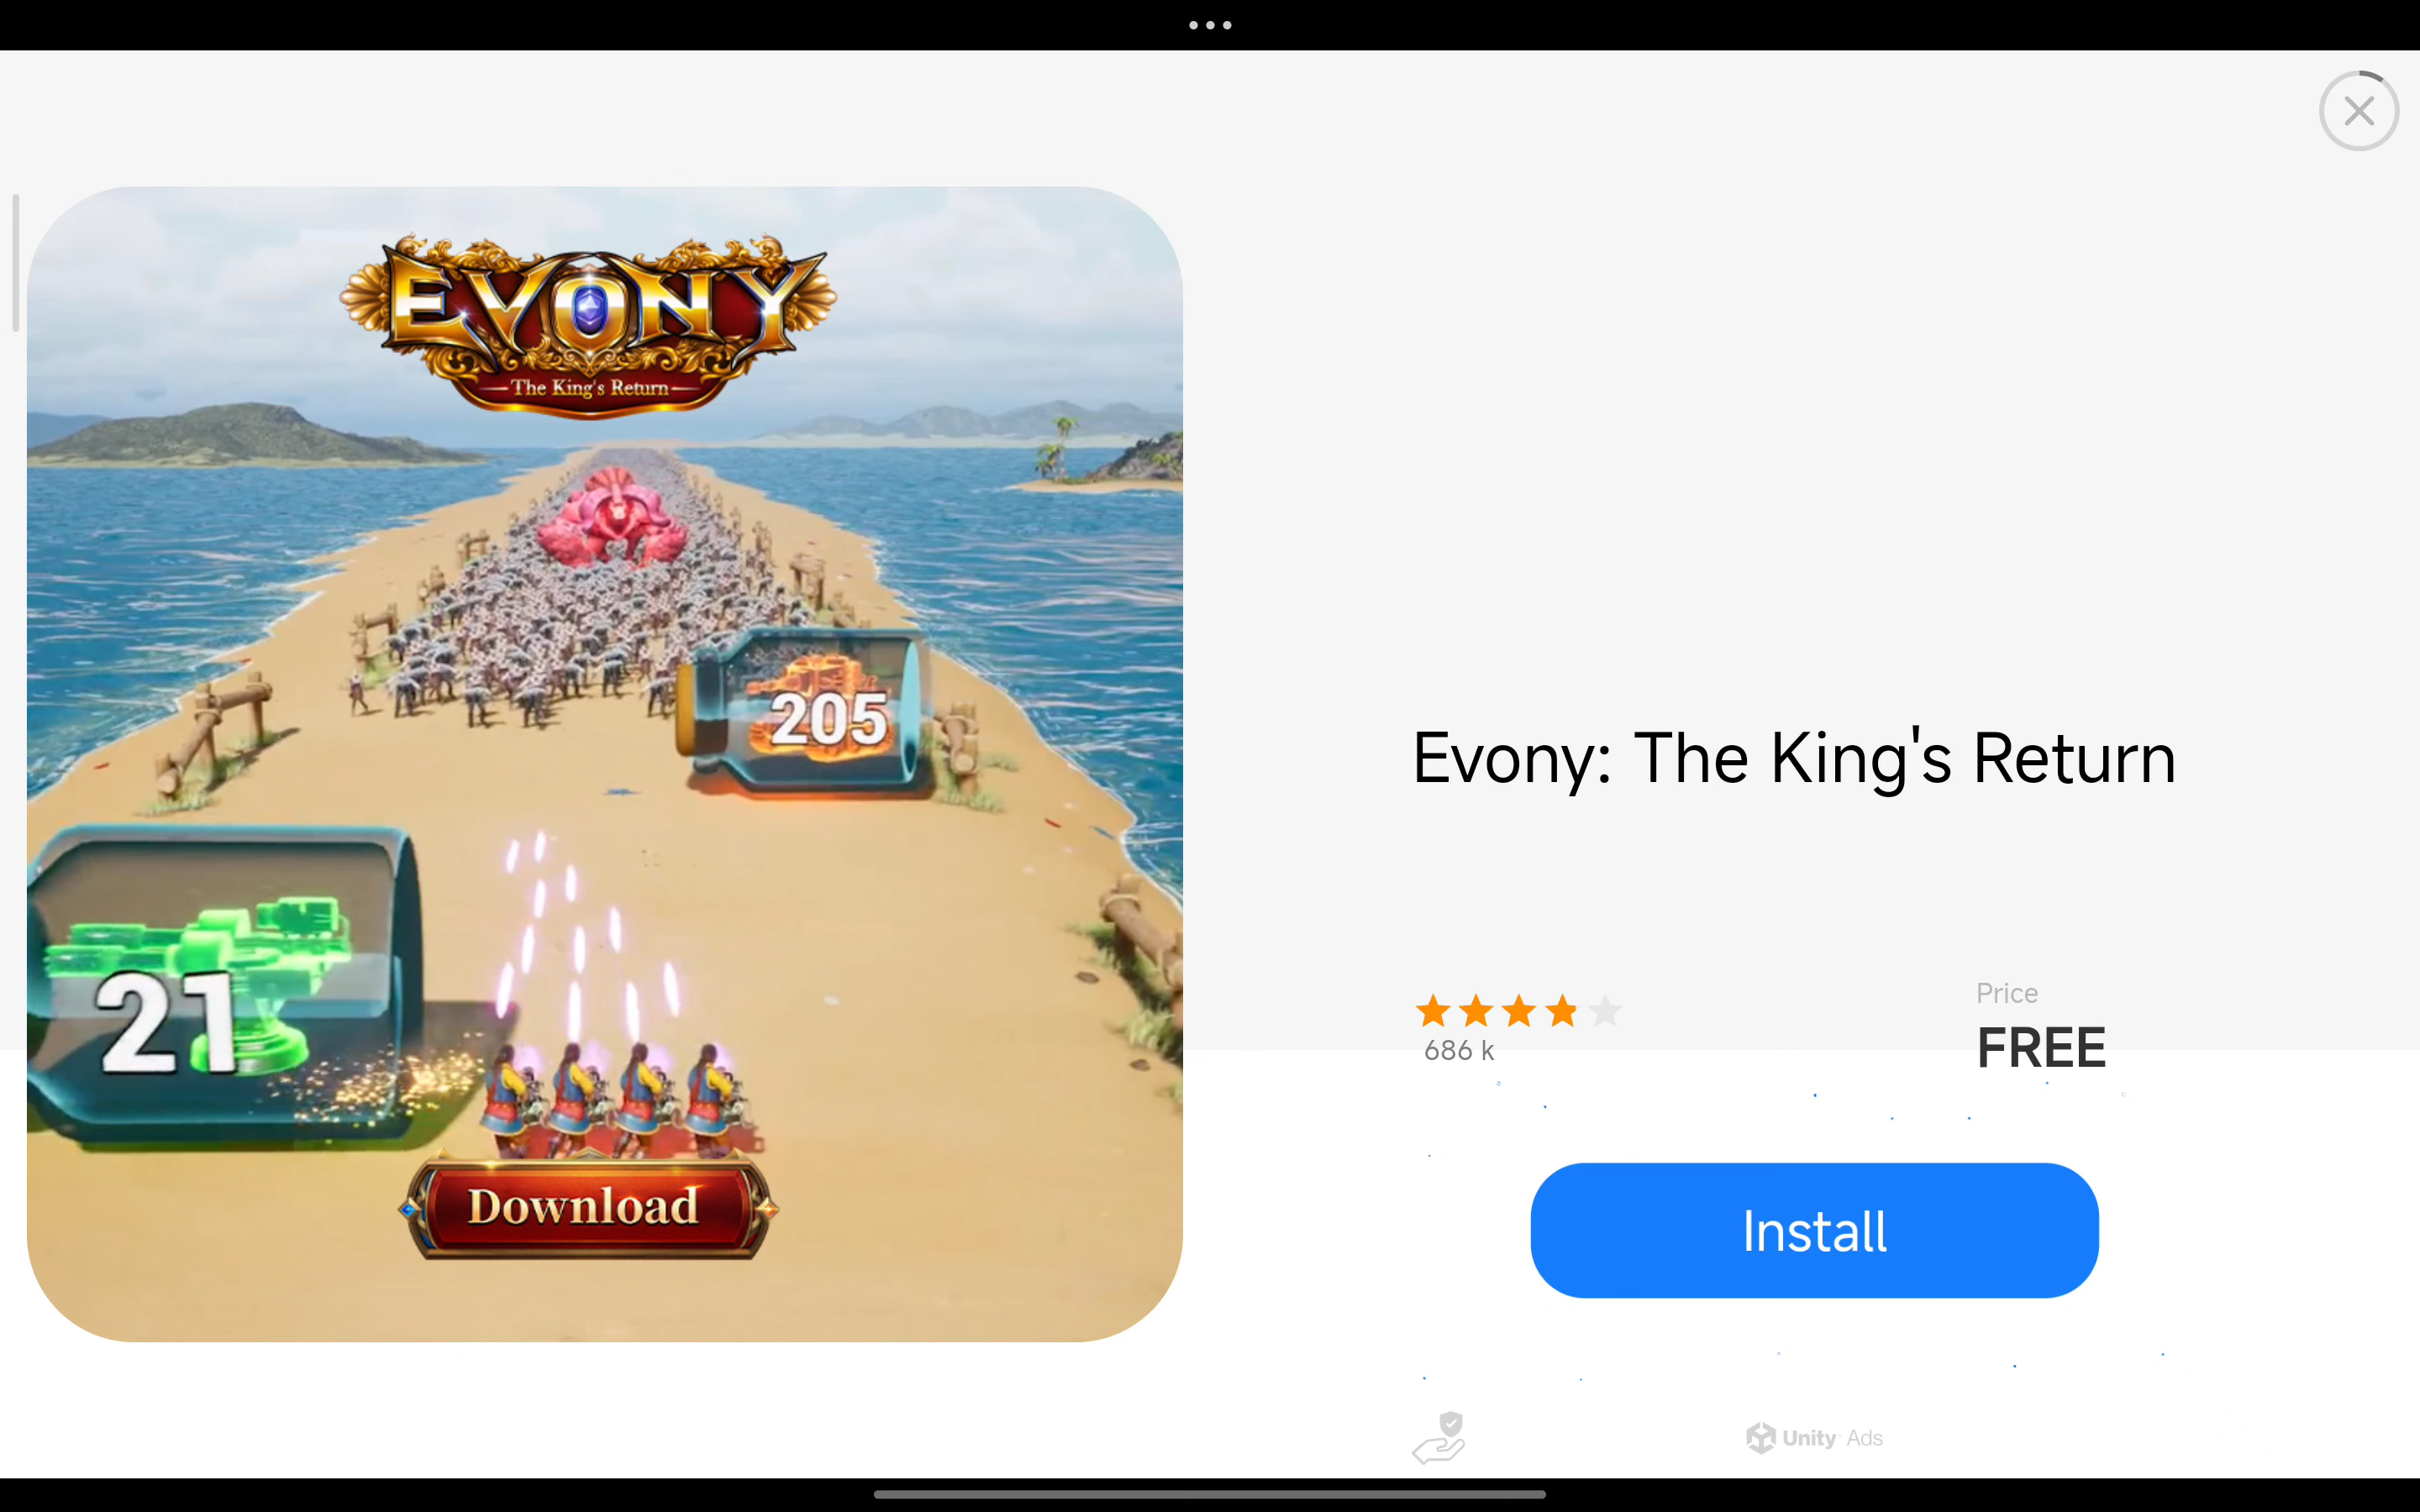 EVONY
The King's Return
205
21
Download
Evony: The King's Return
686 k
Price
FREE
Install
Unity Ads